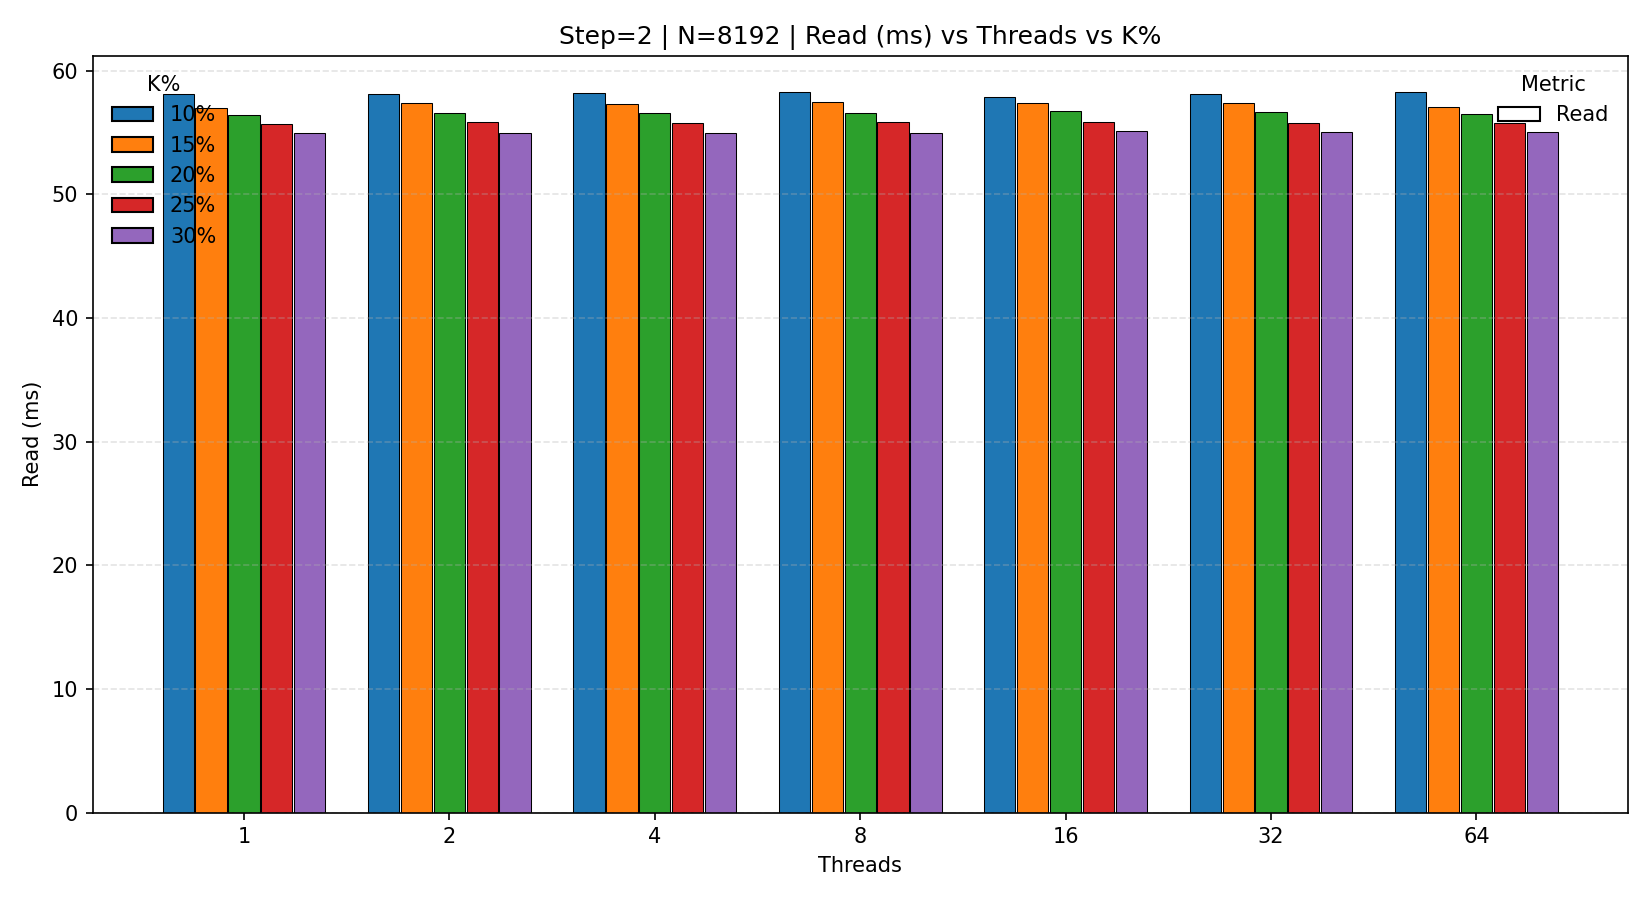 Step=2 | N=8192 | Read (ms) vs Threads vs K%
K%
10%
15%
20%
25%
30%
Metric
Read
Read (ms)
60
50
40
30
20
10
0
1 2 4 8 16 32 64
Threads